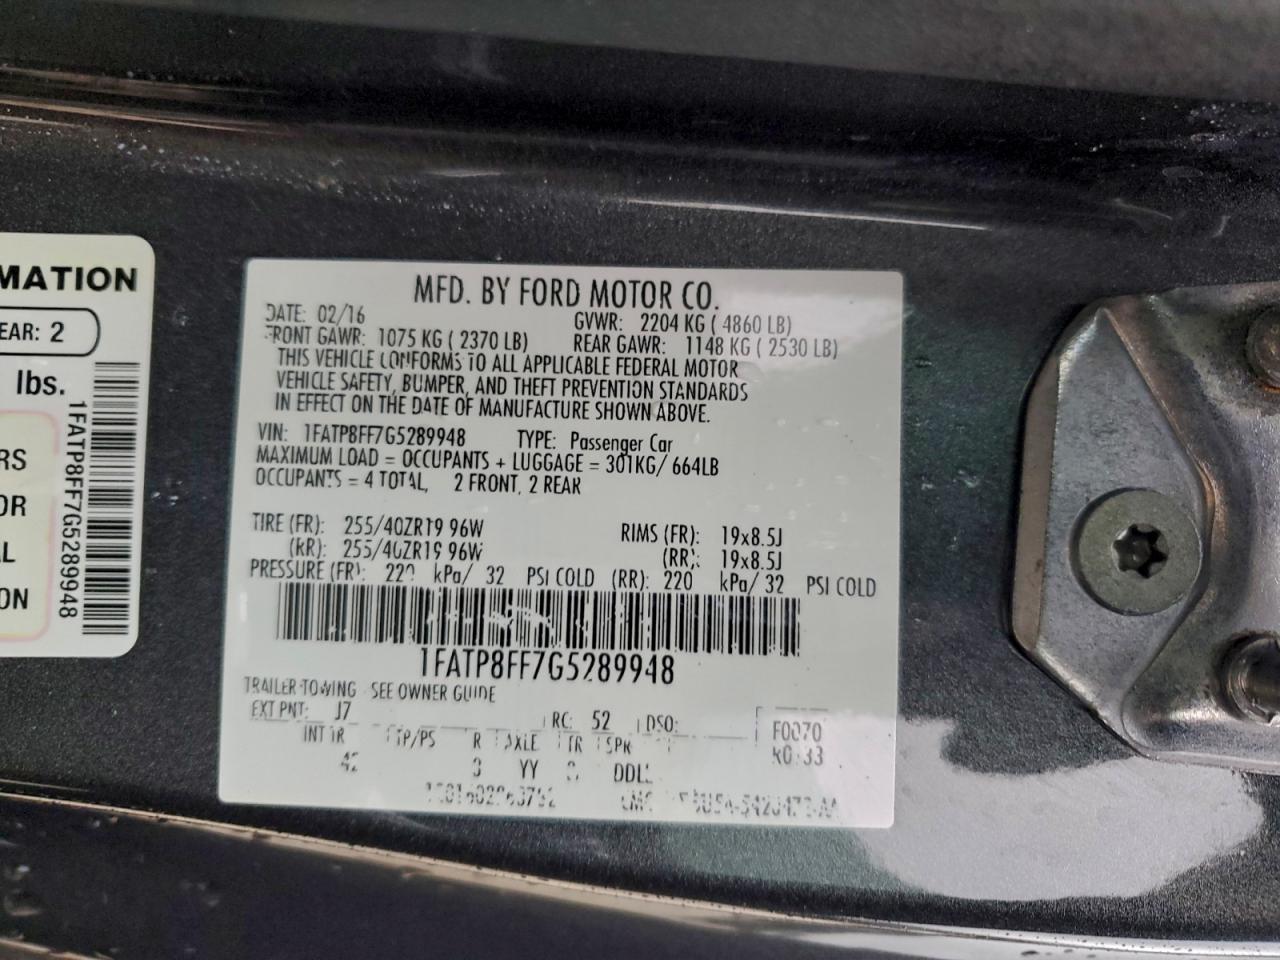 MATION
EAR: 2
lbs.
RS
OR
AL
ON
1FATP8FF7G5289948
MFD. BY FORD MOTOR CO.
DATE: 02/16
GVWR: 2204 KG ( 4860 LB)
FRONT GAWR: 1075 KG ( 2370 LB)
REAR GAWR: 1148 KG ( 2530 LB)
THIS VEHICLE CONFORMS TO ALL APPLICABLE FEDERAL MOTOR
VEHICLE SAFETY, BUMPER, AND THEFT PREVENTION STANDARDS
IN EFFECT ON THE DATE OF MANUFACTURE SHOWN ABOVE.
VIN: 1FATP8FF7G5289948 TYPE: Passenger Car
MAXIMUM LOAD = OCCUPANTS + LUGGAGE = 301KG/ 664LB
OCCUPANTS = 4 TOTAL, 2 FRONT, 2 REAR
TIRE (FR): 255/40ZR19 96W RIMS (FR): 19x8.5J
(RR): 255/40ZR19 96W (RR): 19x8.5J
PRESSURE (FR): 220 kPa/ 32 PSI COLD (RR): 220 kPa/ 32 PSI COLD
1FATP8FF7G5289948
TRAILER TOWING SEE OWNER GUIDE
EXT PNT: J7 RC: 52 DSO: F0070
INT TR TP/PS R AXLE TR SPR
YY